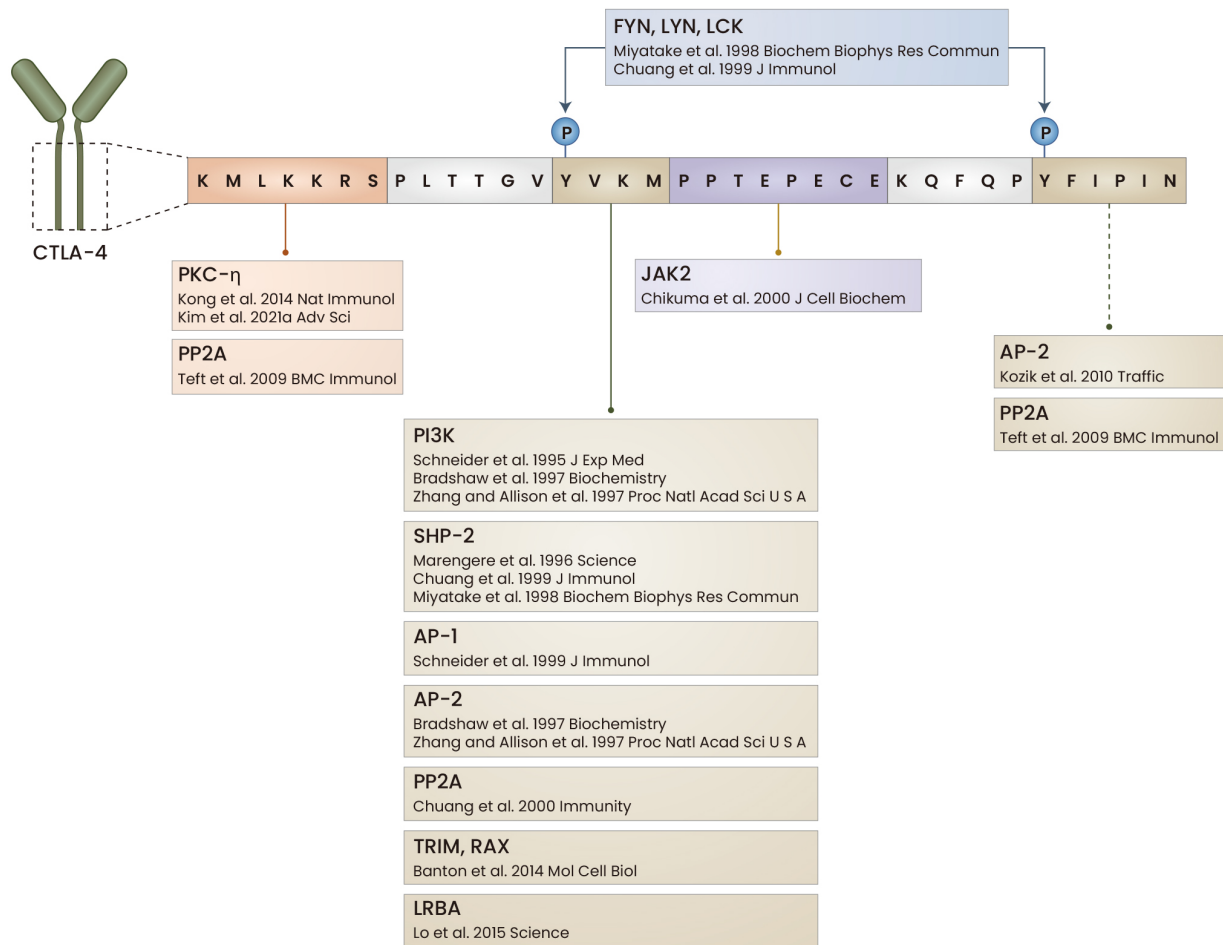 FYN, LYN, LCK
Miyatake et al. 1998 Biochem Biophys Res Commun
Chuang et al. 1999 J Immunol
P P
K M L K K R S P L T T G V Y V K M P P T E P E C E K Q F Q P Y F I P I N
CTLA-4
PKC-η
Kong et al. 2014 Nat Immunol
Kim et al. 2021a Adv Sci
PP2A
Teft et al. 2009 BMC Immunol
JAK2
Chikuma et al. 2000 J Cell Biochem
AP-2
Kozik et al. 2010 Traffic
PP2A
Teft et al. 2009 BMC Immunol
PI3K
Schneider et al. 1995 J Exp Med
Bradshaw et al. 1997 Biochemistry
Zhang and Allison et al. 1997 Proc Natl Acad Sci U S A
SHP-2
Marengere et al. 1996 Science
Chuang et al. 1999 J Immunol
Miyatake et al. 1998 Biochem Biophys Res Commun
AP-1
Schneider et al. 1999 J Immunol
AP-2
Bradshaw et al. 1997 Biochemistry
Zhang and Allison et al. 1997 Proc Natl Acad Sci U S A
PP2A
Chuang et al. 2000 Immunity
TRIM, RAX
Banton et al. 2014 Mol Cell Biol
LRBA
Lo et al. 2015 Science